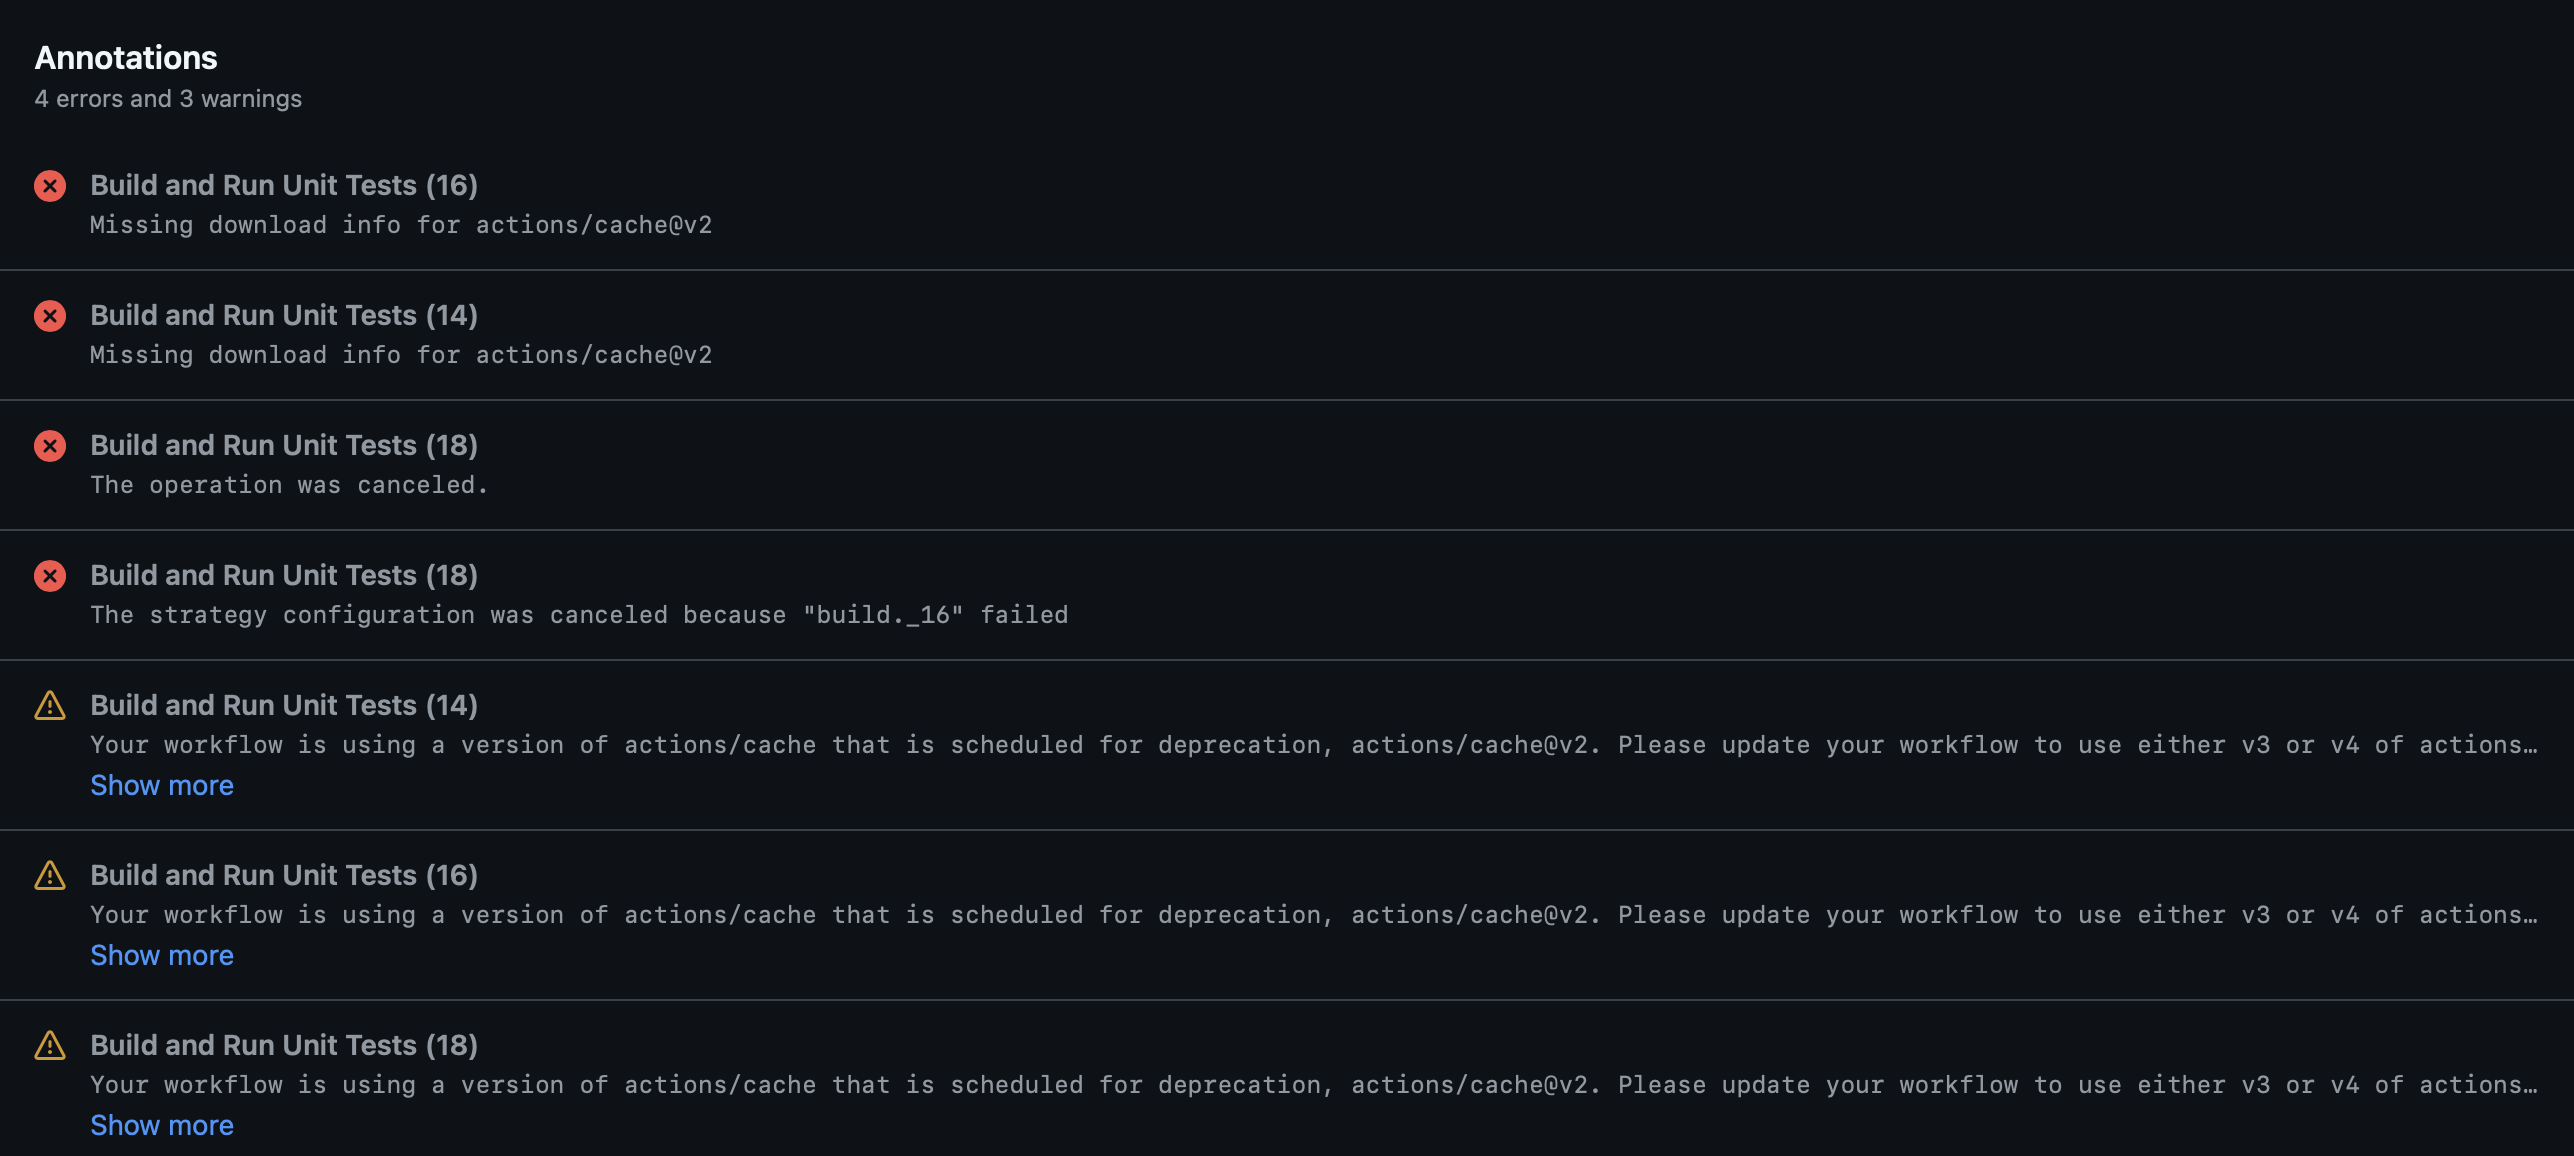 Annotations
4 errors and 3 warnings
Build and Run Unit Tests (16)
Missing download info for actions/cache@v2
Build and Run Unit Tests (14)
Missing download info for actions/cache@v2
Build and Run Unit Tests (18)
The operation was canceled.
Build and Run Unit Tests (18)
The strategy configuration was canceled because "build._16" failed
Build and Run Unit Tests (14)
Your workflow is using a version of actions/cache that is scheduled for deprecation, actions/cache@v2. Please update your workflow to use either v3 or v4 of actions…
Show more
Build and Run Unit Tests (16)
Your workflow is using a version of actions/cache that is scheduled for deprecation, actions/cache@v2. Please update your workflow to use either v3 or v4 of actions…
Show more
Build and Run Unit Tests (18)
Your workflow is using a version of actions/cache that is scheduled for deprecation, actions/cache@v2. Please update your workflow to use either v3 or v4 of actions…
Show more